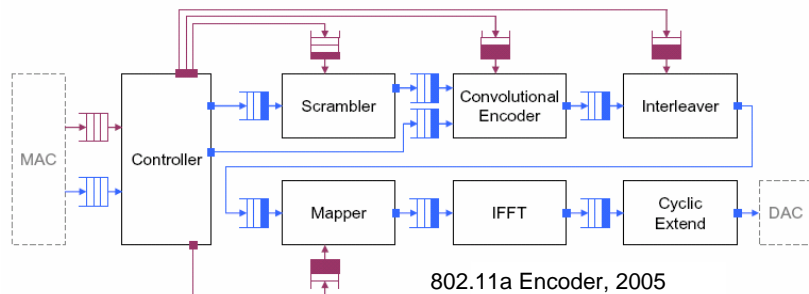 MAC
Controller
Scrambler
Convolutional
Encoder
Interleaver
Mapper
IFFT
Cyclic
Extend
DAC
802.11a Encoder, 2005